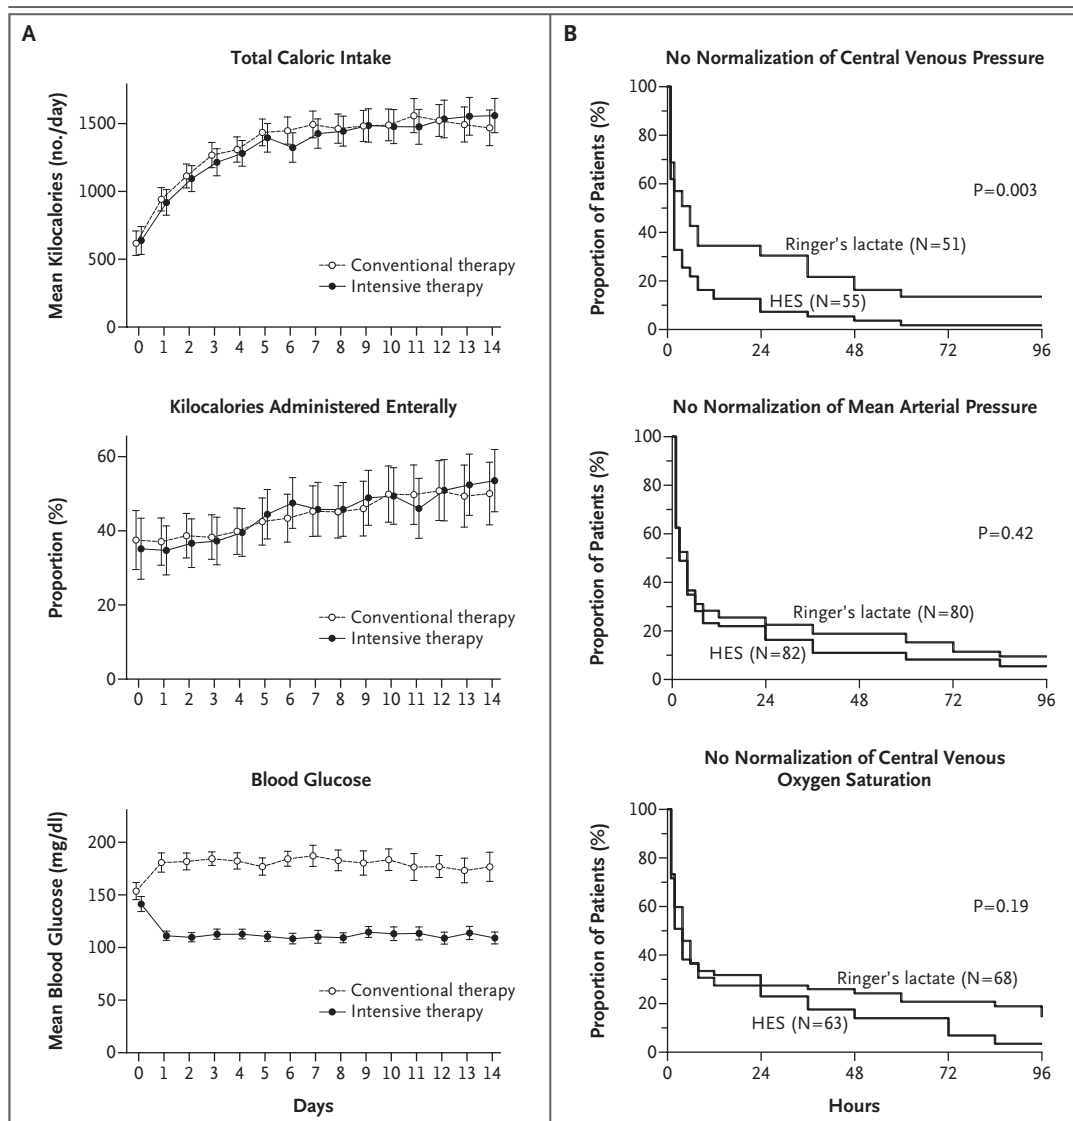 A
Total Caloric Intake
Mean Kilocalories (no./day)
1500
1000
500
0
Conventional therapy
Intensive therapy
0 1 2 3 4 5 6 7 8 9 10 11 12 13 14
Kilocalories Administered Enterally
Proportion (%)
60
40
20
0
Conventional therapy
Intensive therapy
0 1 2 3 4 5 6 7 8 9 10 11 12 13 14
Blood Glucose
Mean Blood Glucose (mg/dl)
200
150
100
50
0
Conventional therapy
Intensive therapy
0 1 2 3 4 5 6 7 8 9 10 11 12 13 14
Days
B
No Normalization of Central Venous Pressure
Proportion of Patients (%)
100
80
60
40
20
0
P=0.003
Ringer's lactate (N=51)
HES (N=55)
0 24 48 72 96
No Normalization of Mean Arterial Pressure
Proportion of Patients (%)
100
80
60
40
20
0
P=0.42
Ringer's lactate (N=80)
HES (N=82)
0 24 48 72 96
No Normalization of Central Venous
Oxygen Saturation
Proportion of Patients (%)
100
80
60
40
20
0
P=0.19
Ringer's lactate (N=68)
HES (N=63)
0 24 48 72 96
Hours